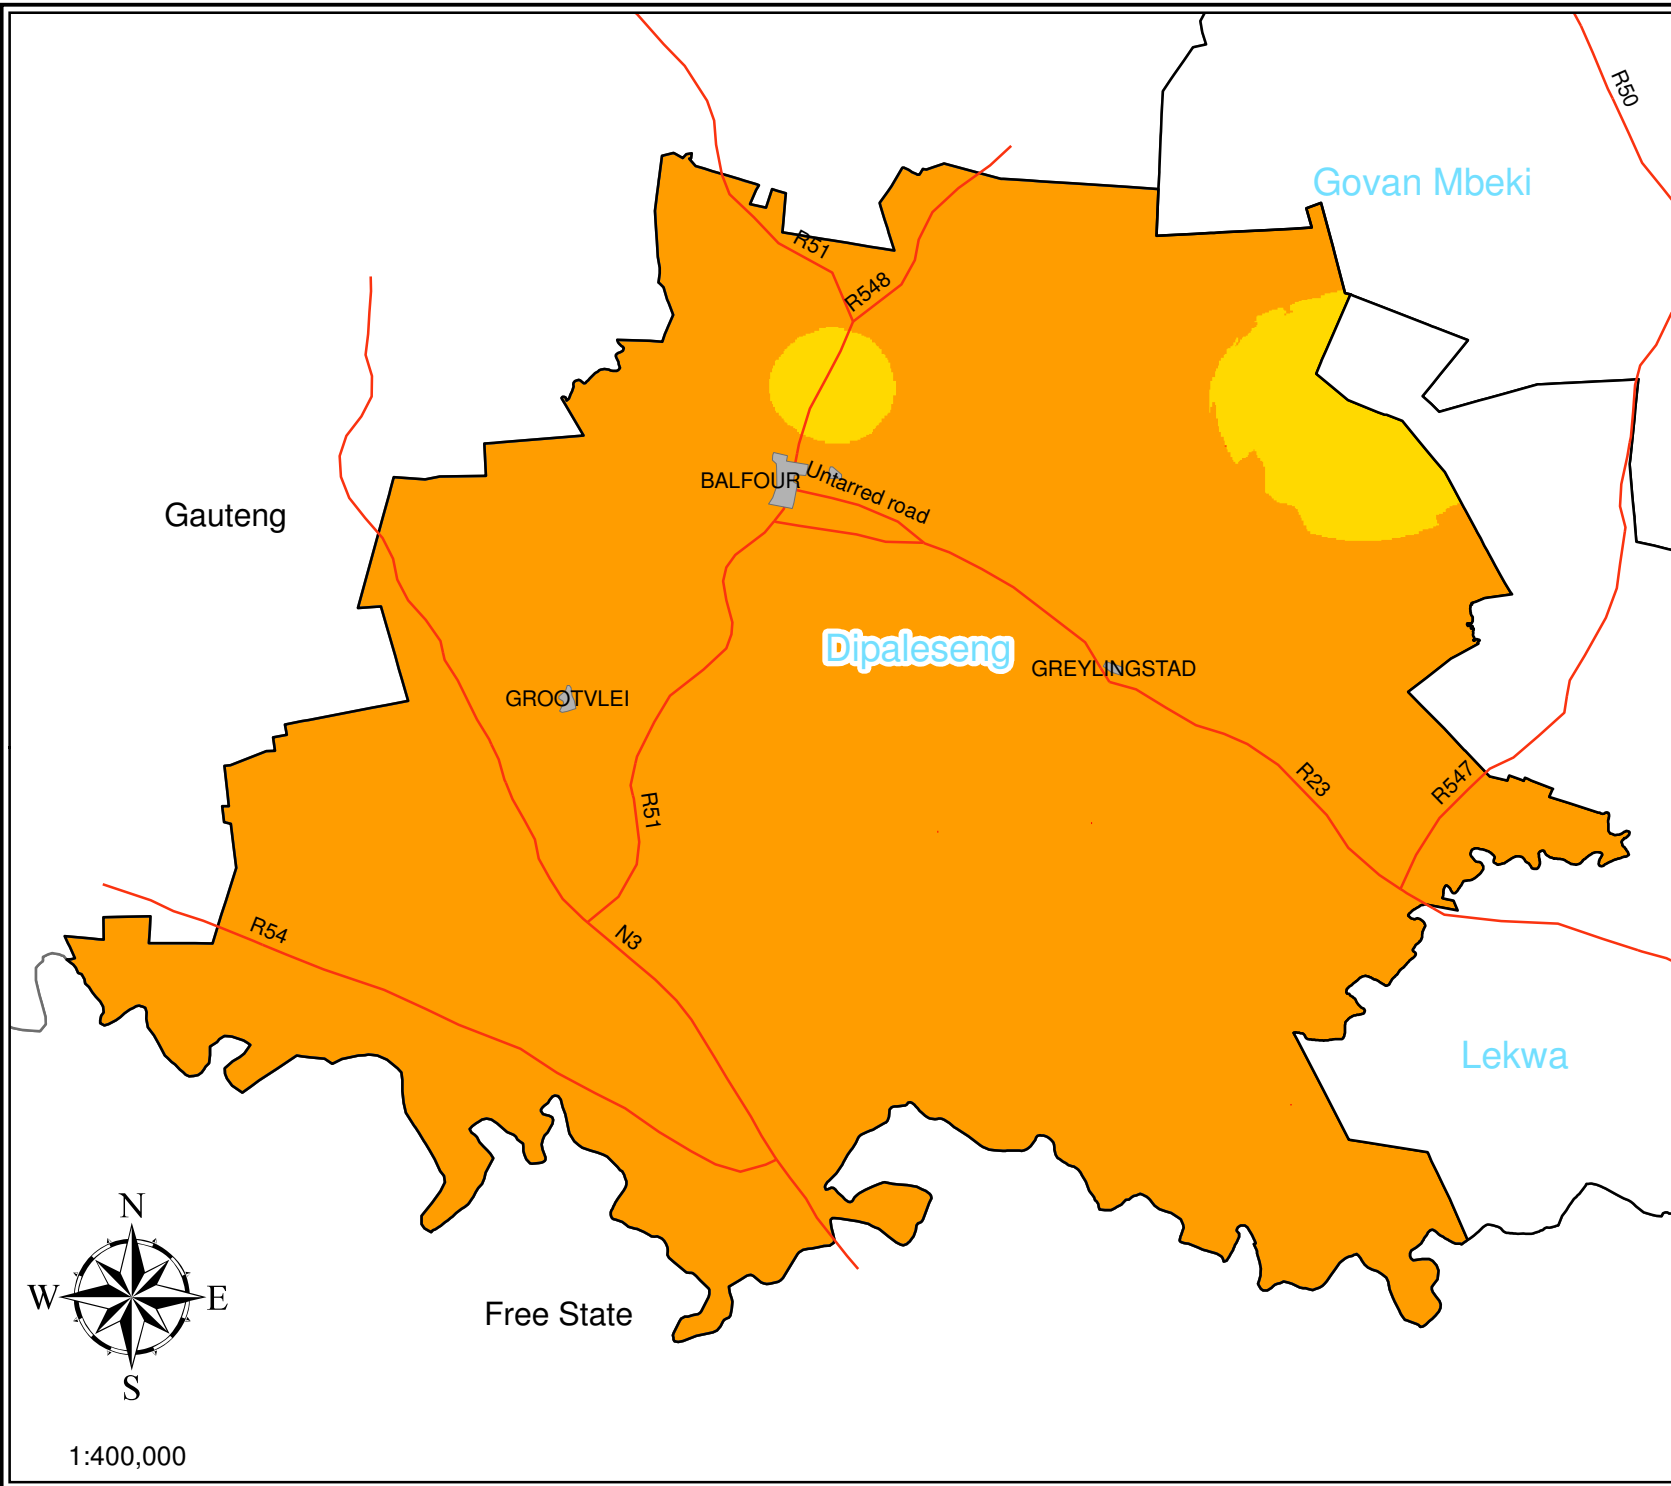 R50
Govan Mbeki
R51
R548
BALFOUR
Untarred road
Gauteng
Dipaleseng
GREYLINGSTAD
GROOTVLEI
R23
R547
R51
R54
N3
Lekwa
N
W
E
S
Free State
1:400,000